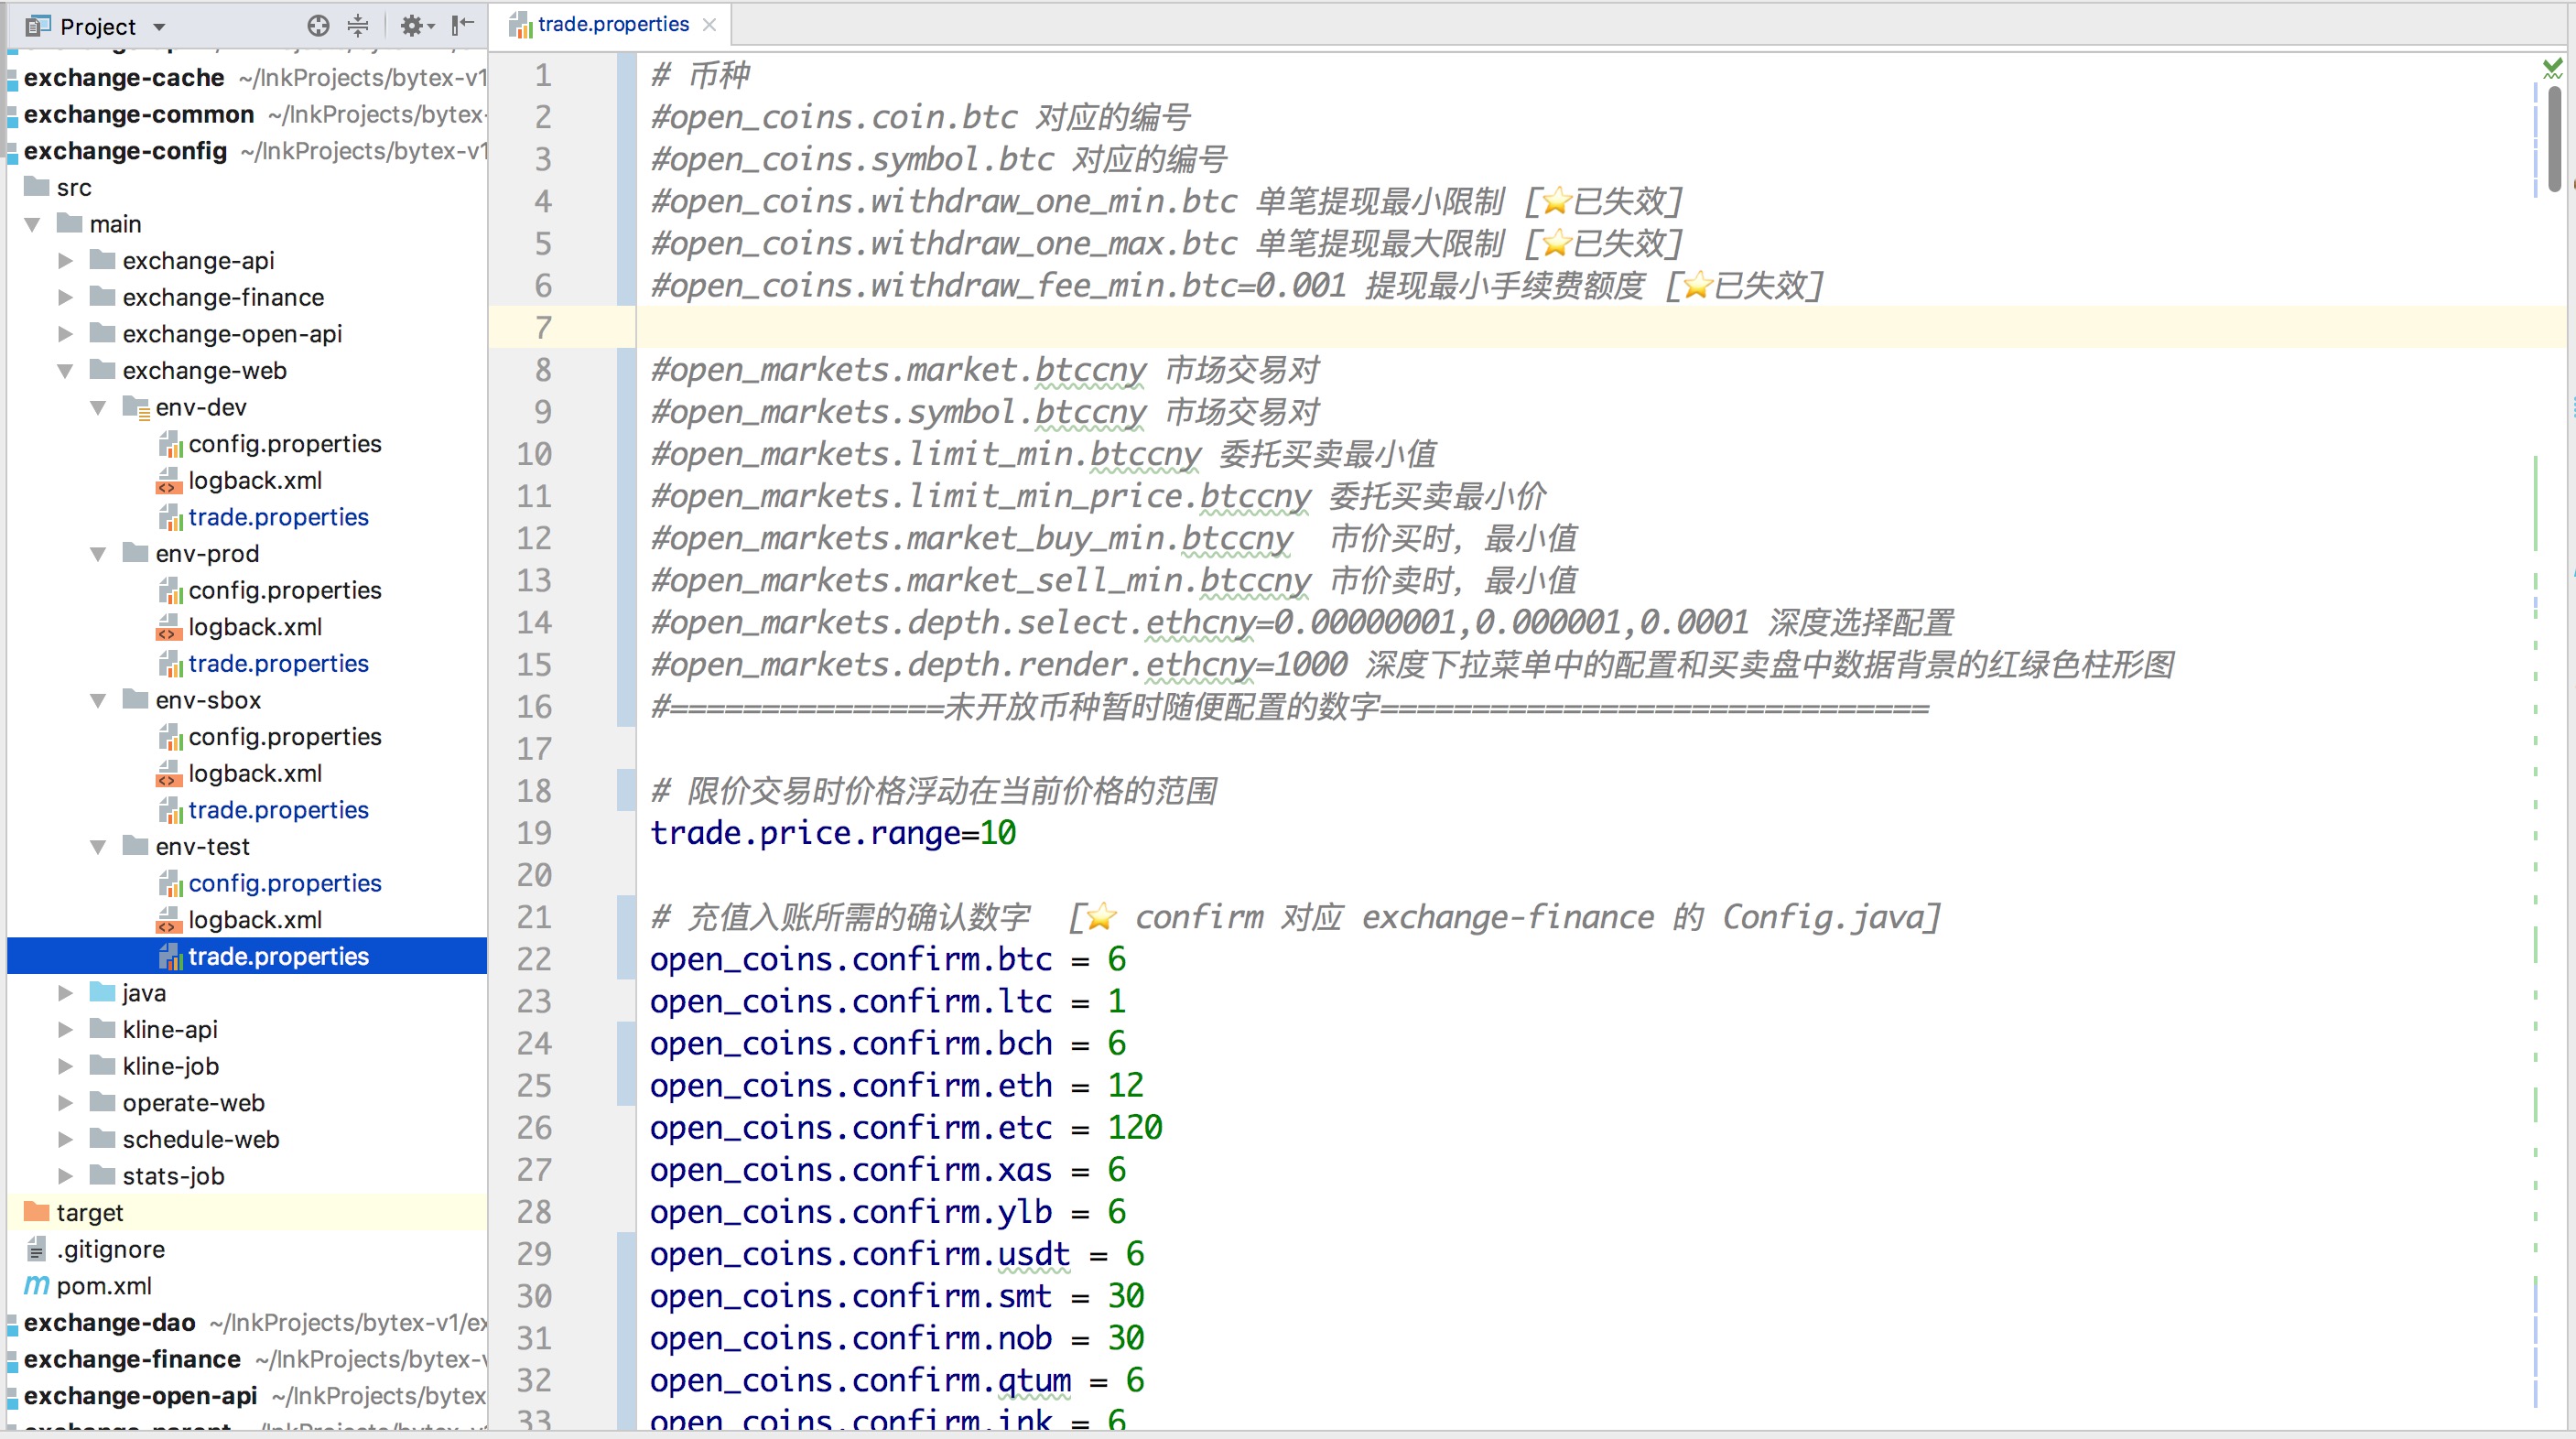 Project
exchange-cache ~/InkProjects/bytex-v1
exchange-common ~/InkProjects/bytex-
exchange-config ~/InkProjects/bytex-v1
src
main
exchange-api
exchange-finance
exchange-open-api
exchange-web
env-dev
config.properties
logback.xml
trade.properties
env-prod
config.properties
logback.xml
trade.properties
env-sbox
config.properties
logback.xml
trade.properties
env-test
config.properties
logback.xml
trade.properties
java
kline-api
kline-job
operate-web
schedule-web
stats-job
target
.gitignore
pom.xml
exchange-dao ~/InkProjects/bytex-v1/ex
exchange-finance ~/InkProjects/bytex-v
exchange-open-api ~/InkProjects/bytex
trade.properties
1 # 币种
2 #open_coins.coin.btc 对应的编号
3 #open_coins.symbol.btc 对应的编号
4 #open_coins.withdraw_one_min.btc 单笔提现最小限制 [⭐已失效]
5 #open_coins.withdraw_one_max.btc 单笔提现最大限制 [⭐已失效]
6 #open_coins.withdraw_fee_min.btc=0.001 提现最小手续费额度 [⭐已失效]
7
8 #open_markets.market.btccny 市场交易对
9 #open_markets.symbol.btccny 市场交易对
10 #open_markets.limit_min.btccny 委托买卖最小值
11 #open_markets.limit_min_price.btccny 委托买卖最小价
12 #open_markets.market_buy_min.btccny  市价买时，最小值
13 #open_markets.market_sell_min.btccny 市价卖时，最小值
14 #open_markets.depth.select.ethcny=0.00000001,0.000001,0.0001 深度选择配置
15 #open_markets.depth.render.ethcny=1000 深度下拉菜单中的配置和买卖盘中数据背景的红绿色柱形图
16 #===============未开放币种暂时随便配置的数字==============================
17
18 # 限价交易时价格浮动在当前价格的范围
19 trade.price.range=10
20
21 # 充值入账所需的确认数字  [⭐ confirm 对应 exchange-finance 的 Config.java]
22 open_coins.confirm.btc = 6
23 open_coins.confirm.ltc = 1
24 open_coins.confirm.bch = 6
25 open_coins.confirm.eth = 12
26 open_coins.confirm.etc = 120
27 open_coins.confirm.xas = 6
28 open_coins.confirm.ylb = 6
29 open_coins.confirm.usdt = 6
30 open_coins.confirm.smt = 30
31 open_coins.confirm.nob = 30
32 open_coins.confirm.qtum = 6
33 open_coins.confirm.ink = 6